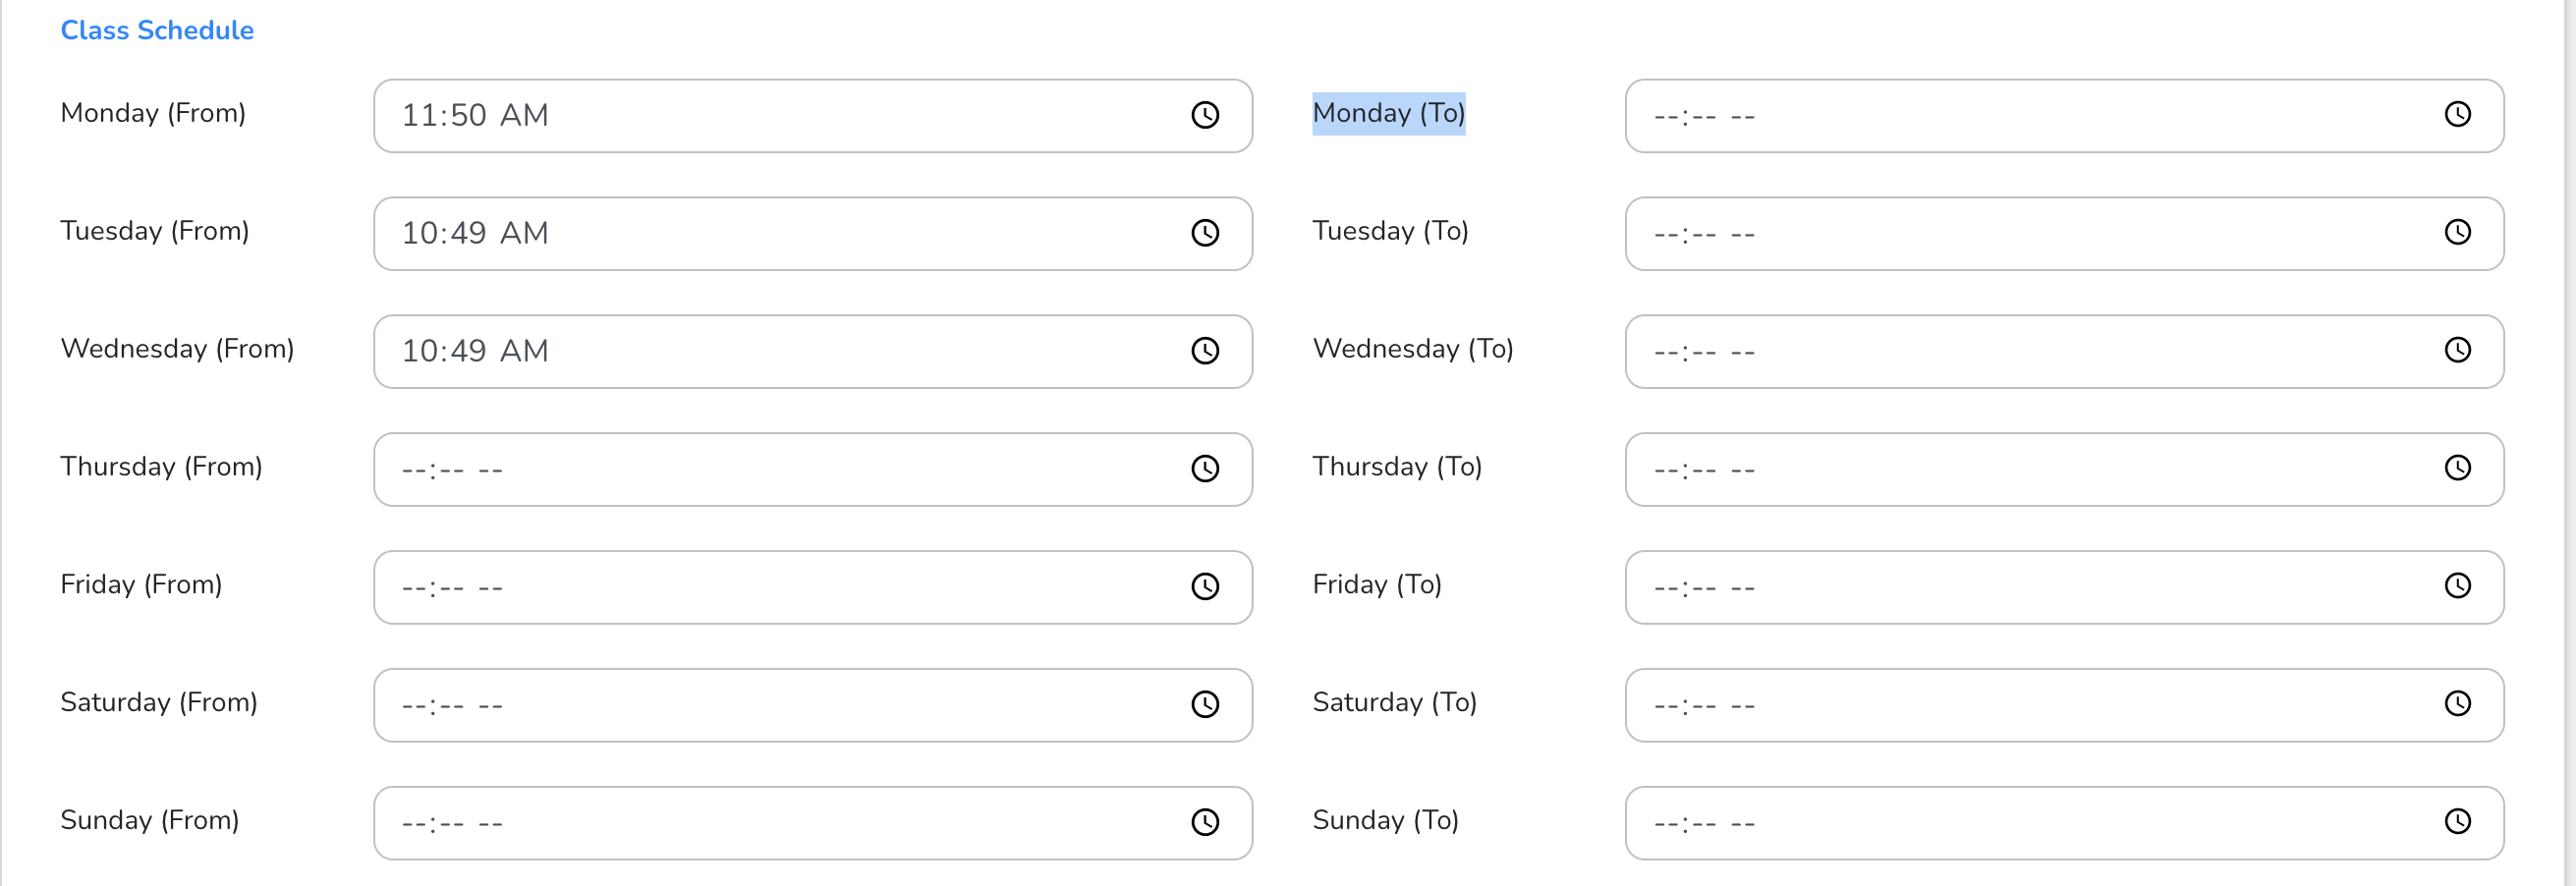 Class Schedule
Monday (From) 11:50 AM Monday (To) --:-- --
Tuesday (From) 10:49 AM Tuesday (To) --:-- --
Wednesday (From) 10:49 AM Wednesday (To) --:-- --
Thursday (From) --:-- -- Thursday (To) --:-- --
Friday (From) --:-- -- Friday (To) --:-- --
Saturday (From) --:-- -- Saturday (To) --:-- --
Sunday (From) --:-- -- Sunday (To) --:-- --